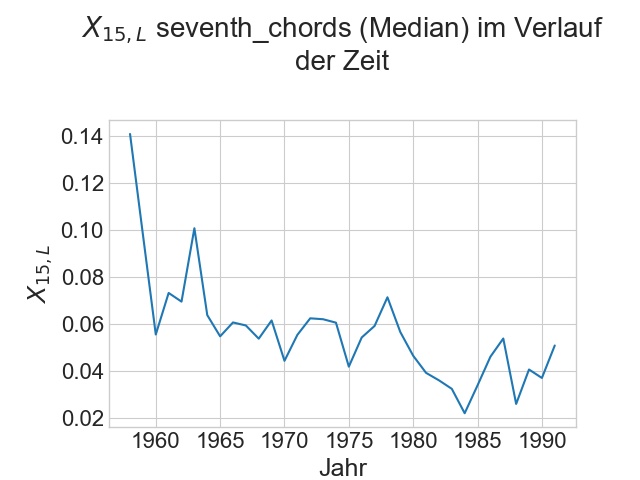 X15, L seventh_chords (Median) im Verlauf
der Zeit
0.14
0.12
0.10
0.08
0.06
0.04
0.02
X15, L
1960 1965 1970 1975 1980 1985 1990
Jahr